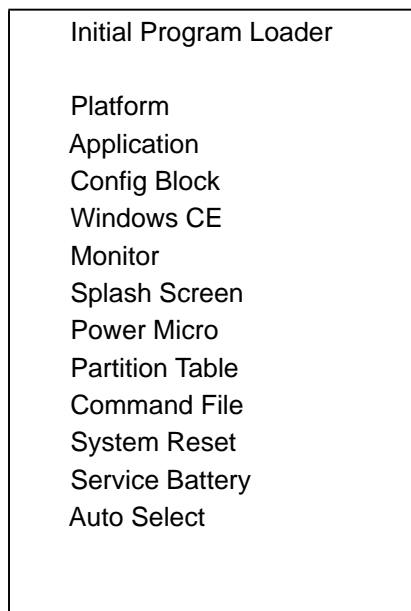 Initial Program Loader
Platform
Application
Config Block
Windows CE
Monitor
Splash Screen
Power Micro
Partition Table
Command File
System Reset
Service Battery
Auto Select